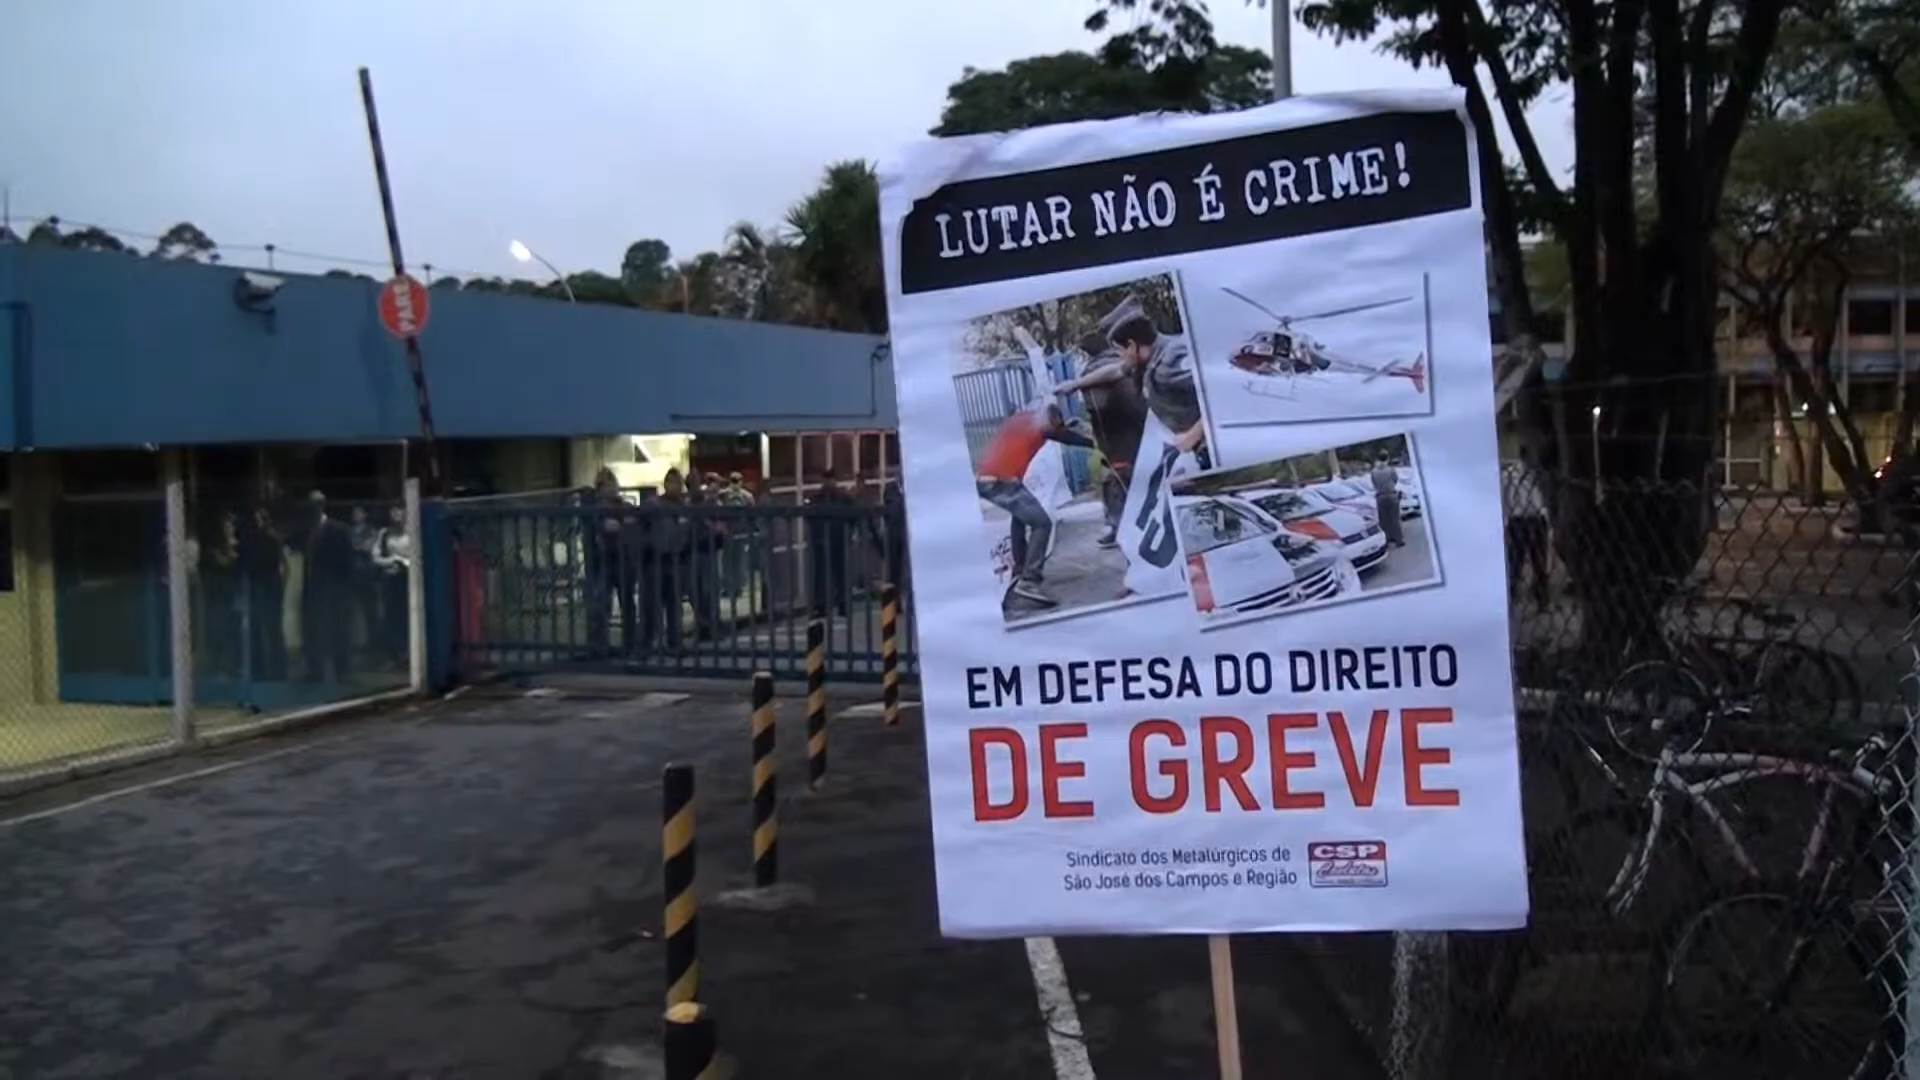 PARE
LUTAR NÃO É CRIME!
EM DEFESA DO DIREITO
DE GREVE
Sindicato dos Metalúrgicos de
São José dos Campos e Região
CSP
Conlutas